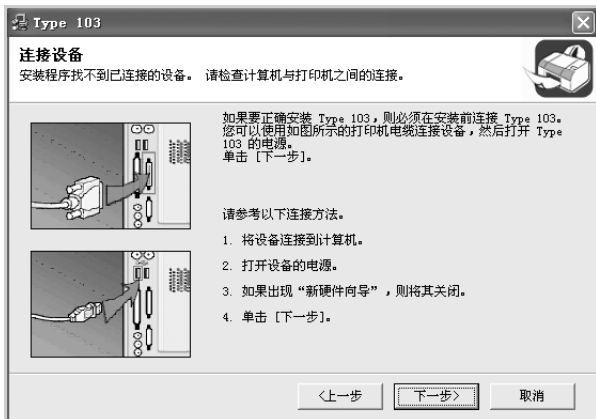 Type 103
连接设备
安装程序找不到已连接的设备。 请检查计算机与打印机之间的连接。
如果要正确安装 Type 103，则必须在安装前连接 Type 103。
您可以使用如图所示的打印机电缆连接设备，然后打开 Type
103 的电源。
单击 [下一步]。
请参考以下连接方法。
1. 将设备连接到计算机。
2. 打开设备的电源。
3. 如果出现“新硬件向导”，则将其关闭。
4. 单击 [下一步]。
<上一步
下一步>
取消